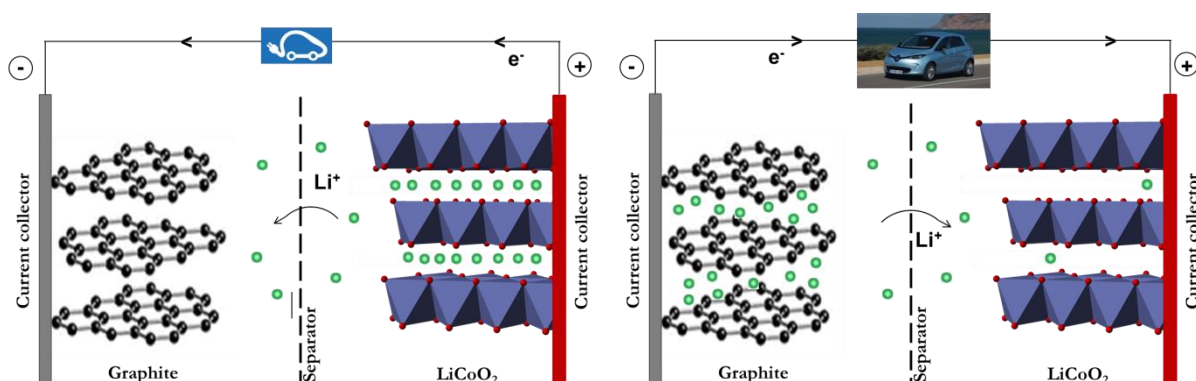 e⁻
-
+
Current collector
Li⁺
Separator
Current collector
Graphite
LiCoO₂
e⁻
-
+
Current collector
Li⁺
Separator
Current collector
Graphite
LiCoO₂